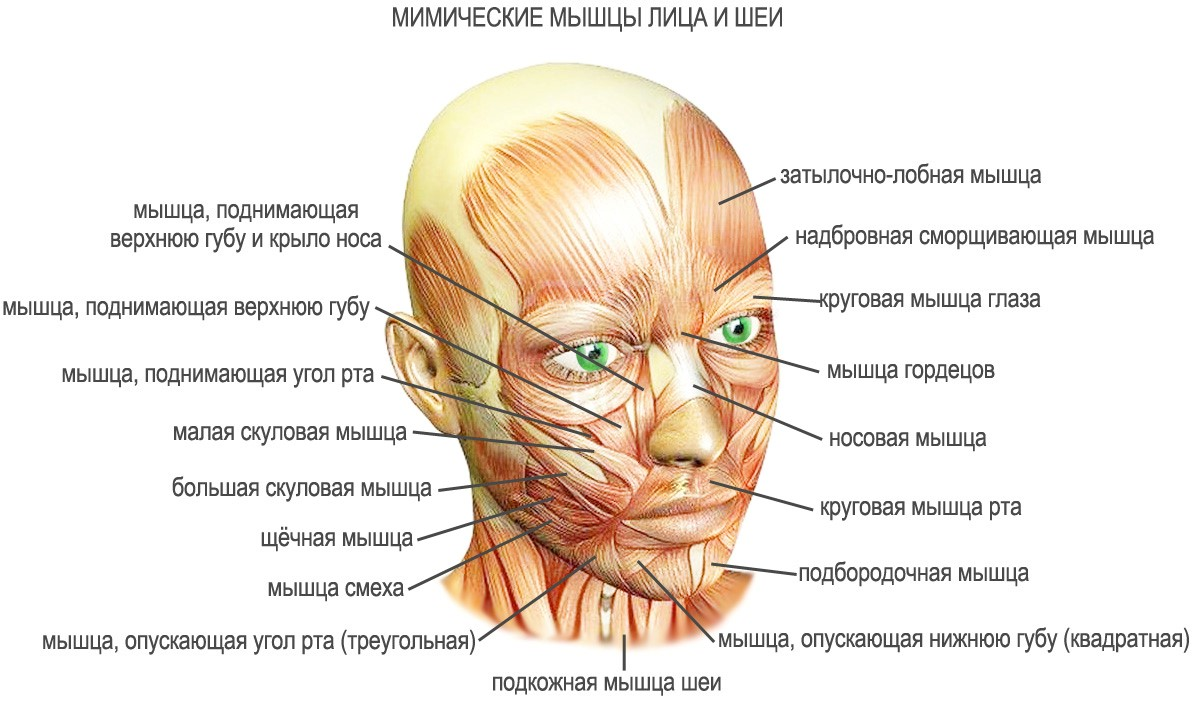 МИМИЧЕСКИЕ МЫШЦЫ ЛИЦА И ШЕИ
мышца, поднимающая
верхнюю губу и крыло носа
мышца, поднимающая верхнюю губу
мышца, поднимающая угол рта
малая скуловая мышца
большая скуловая мышца
щёчная мышца
мышца смеха
мышца, опускающая угол рта (треугольная)
подкожная мышца шеи
затылочно-лобная мышца
надбровная сморщивающая мышца
круговая мышца глаза
мышца гордецов
носовая мышца
круговая мышца рта
подбородочная мышца
мышца, опускающая нижнюю губу (квадратная)